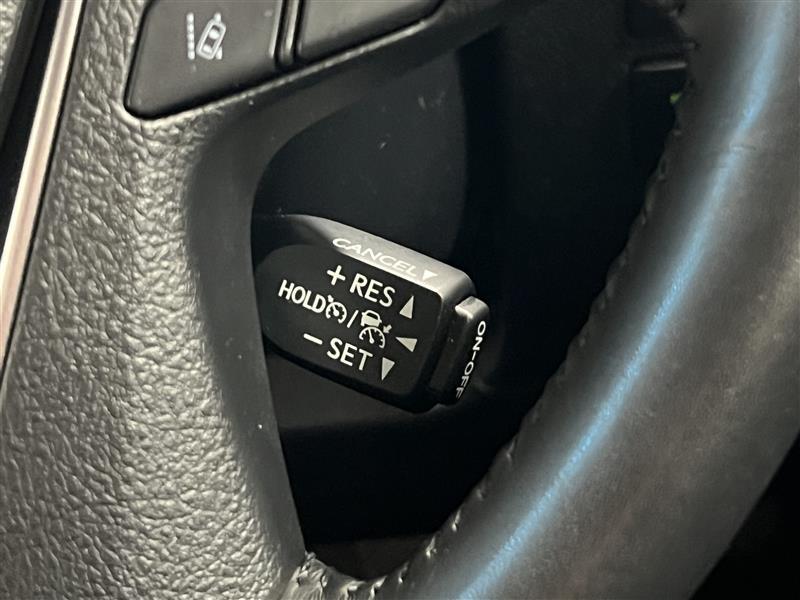 CANCEL▼
+ RES ▲
HOLD / ◀
− SET ▼
ON-OFF